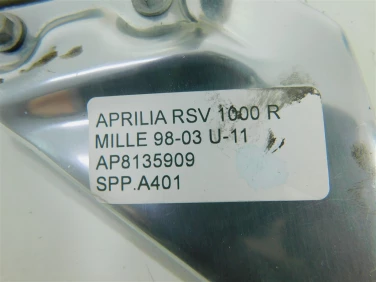 APRILIA RSV 1000 R
MILLE 98-03 U-11
AP8135909
SPP.A401